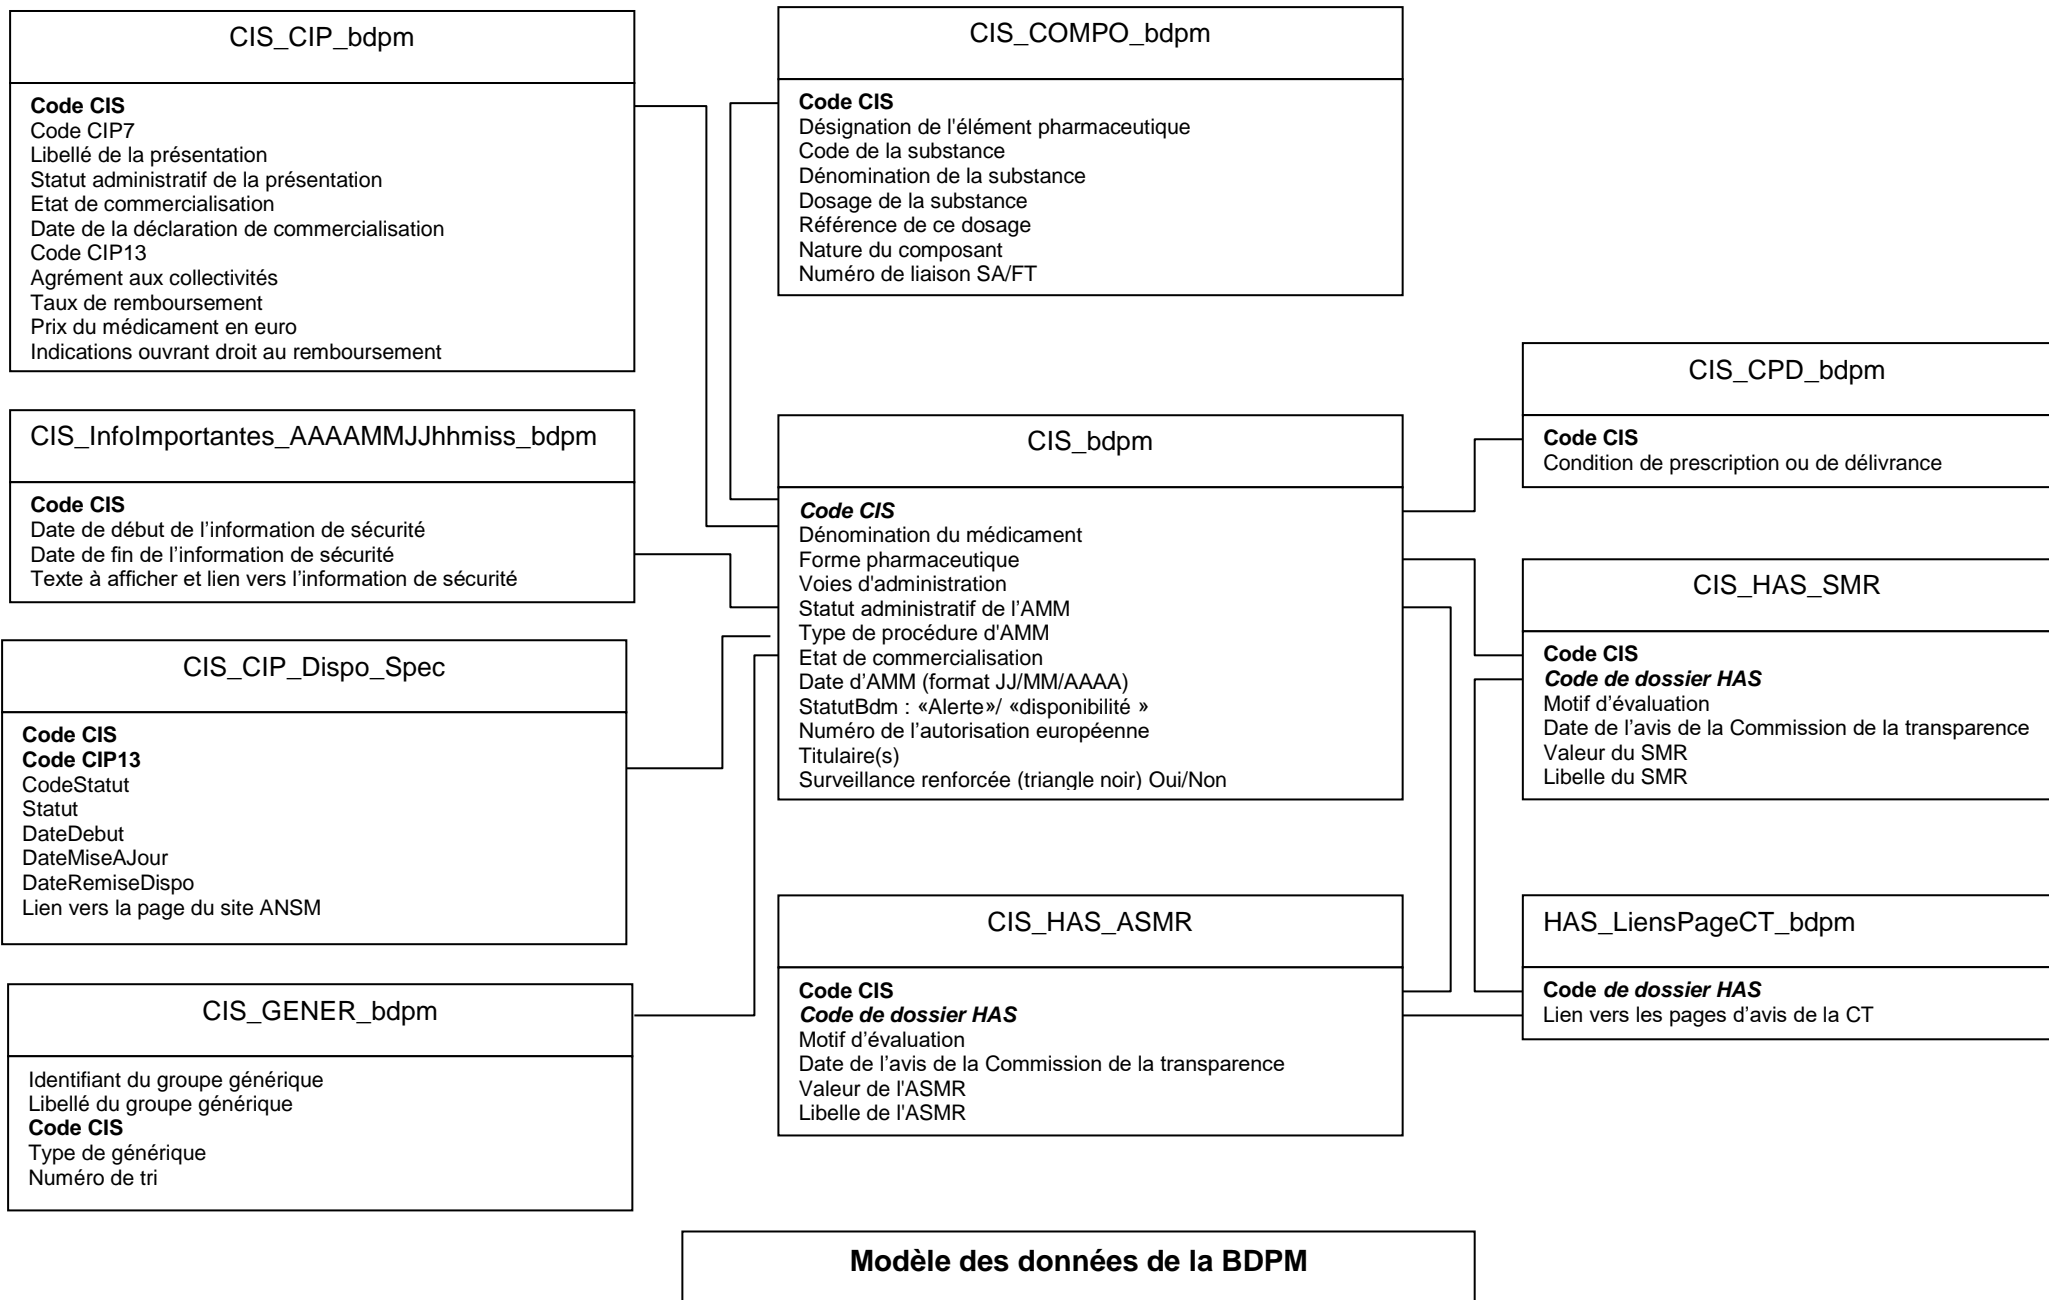 CIS_CIP_bdpm
Code CIS
Code CIP7
Libellé de la présentation
Statut administratif de la présentation
Etat de commercialisation
Date de la déclaration de commercialisation
Code CIP13
Agrément aux collectivités
Taux de remboursement
Prix du médicament en euro
Indications ouvrant droit au remboursement
CIS_COMPO_bdpm
Code CIS
Désignation de l'élément pharmaceutique
Code de la substance
Dénomination de la substance
Dosage de la substance
Référence de ce dosage
Nature du composant
Numéro de liaison SA/FT
CIS_InfoImportantes_AAAAMMJJhhmiss_bdpm
Code CIS
Date de début de l’information de sécurité
Date de fin de l’information de sécurité
Texte à afficher et lien vers l’information de sécurité
CIS_bdpm
Code CIS
Dénomination du médicament
Forme pharmaceutique
Voies d'administration
Statut administratif de l’AMM
Type de procédure d'AMM
Etat de commercialisation
Date d’AMM (format JJ/MM/AAAA)
StatutBdm : «Alerte»/ «disponibilité »
Numéro de l’autorisation européenne
Titulaire(s)
Surveillance renforcée (triangle noir) Oui/Non
CIS_CPD_bdpm
Code CIS
Condition de prescription ou de délivrance
CIS_HAS_SMR
Code CIS
Code de dossier HAS
Motif d’évaluation
Date de l’avis de la Commission de la transparence
Valeur du SMR
Libelle du SMR
CIS_CIP_Dispo_Spec
Code CIS
Code CIP13
CodeStatut
Statut
DateDebut
DateMiseAJour
DateRemiseDispo
Lien vers la page du site ANSM
CIS_HAS_ASMR
Code CIS
Code de dossier HAS
Motif d’évaluation
Date de l’avis de la Commission de la transparence
Valeur de l'ASMR
Libelle de l'ASMR
HAS_LiensPageCT_bdpm
Code de dossier HAS
Lien vers les pages d’avis de la CT
CIS_GENER_bdpm
Identifiant du groupe générique
Libellé du groupe générique
Code CIS
Type de générique
Numéro de tri
Modèle des données de la BDPM